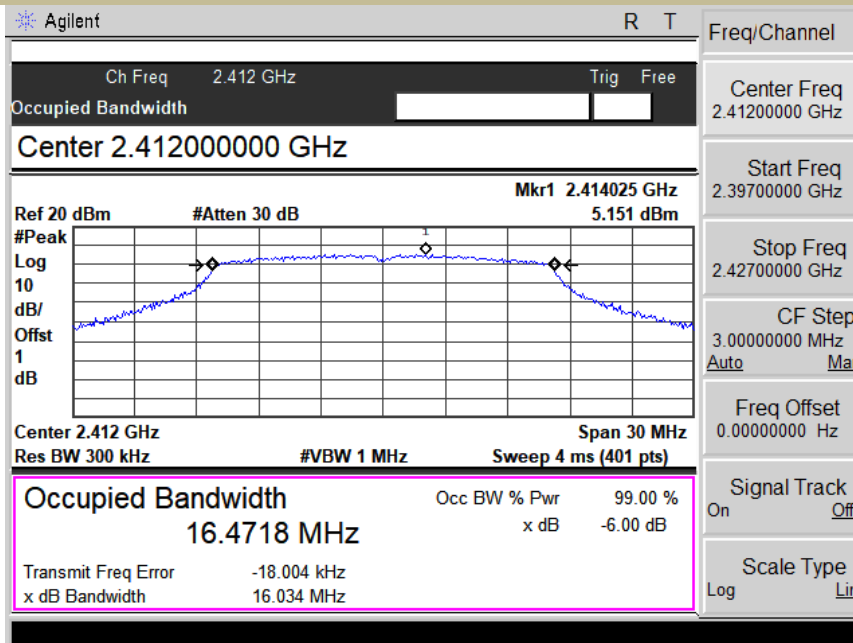 Agilent R T
Ch Freq 2.412 GHz Trig Free
Occupied Bandwidth
Center 2.412000000 GHz
Mkr1 2.414025 GHz
Ref 20 dBm #Atten 30 dB 5.151 dBm
#Peak
Log
10
dB/
Offst
1
dB
1
Center 2.412 GHz Span 30 MHz
Res BW 300 kHz #VBW 1 MHz Sweep 4 ms (401 pts)
Occupied Bandwidth Occ BW % Pwr 99.00 %
16.4718 MHz x dB -6.00 dB
Transmit Freq Error -18.004 kHz
x dB Bandwidth 16.034 MHz
Freq/Channel
Center Freq
2.41200000 GHz
Start Freq
2.39700000 GHz
Stop Freq
2.42700000 GHz
CF Step
3.00000000 MHz
Auto Ma
Freq Offset
0.00000000 Hz
Signal Track
On Off
Scale Type
Log Lin